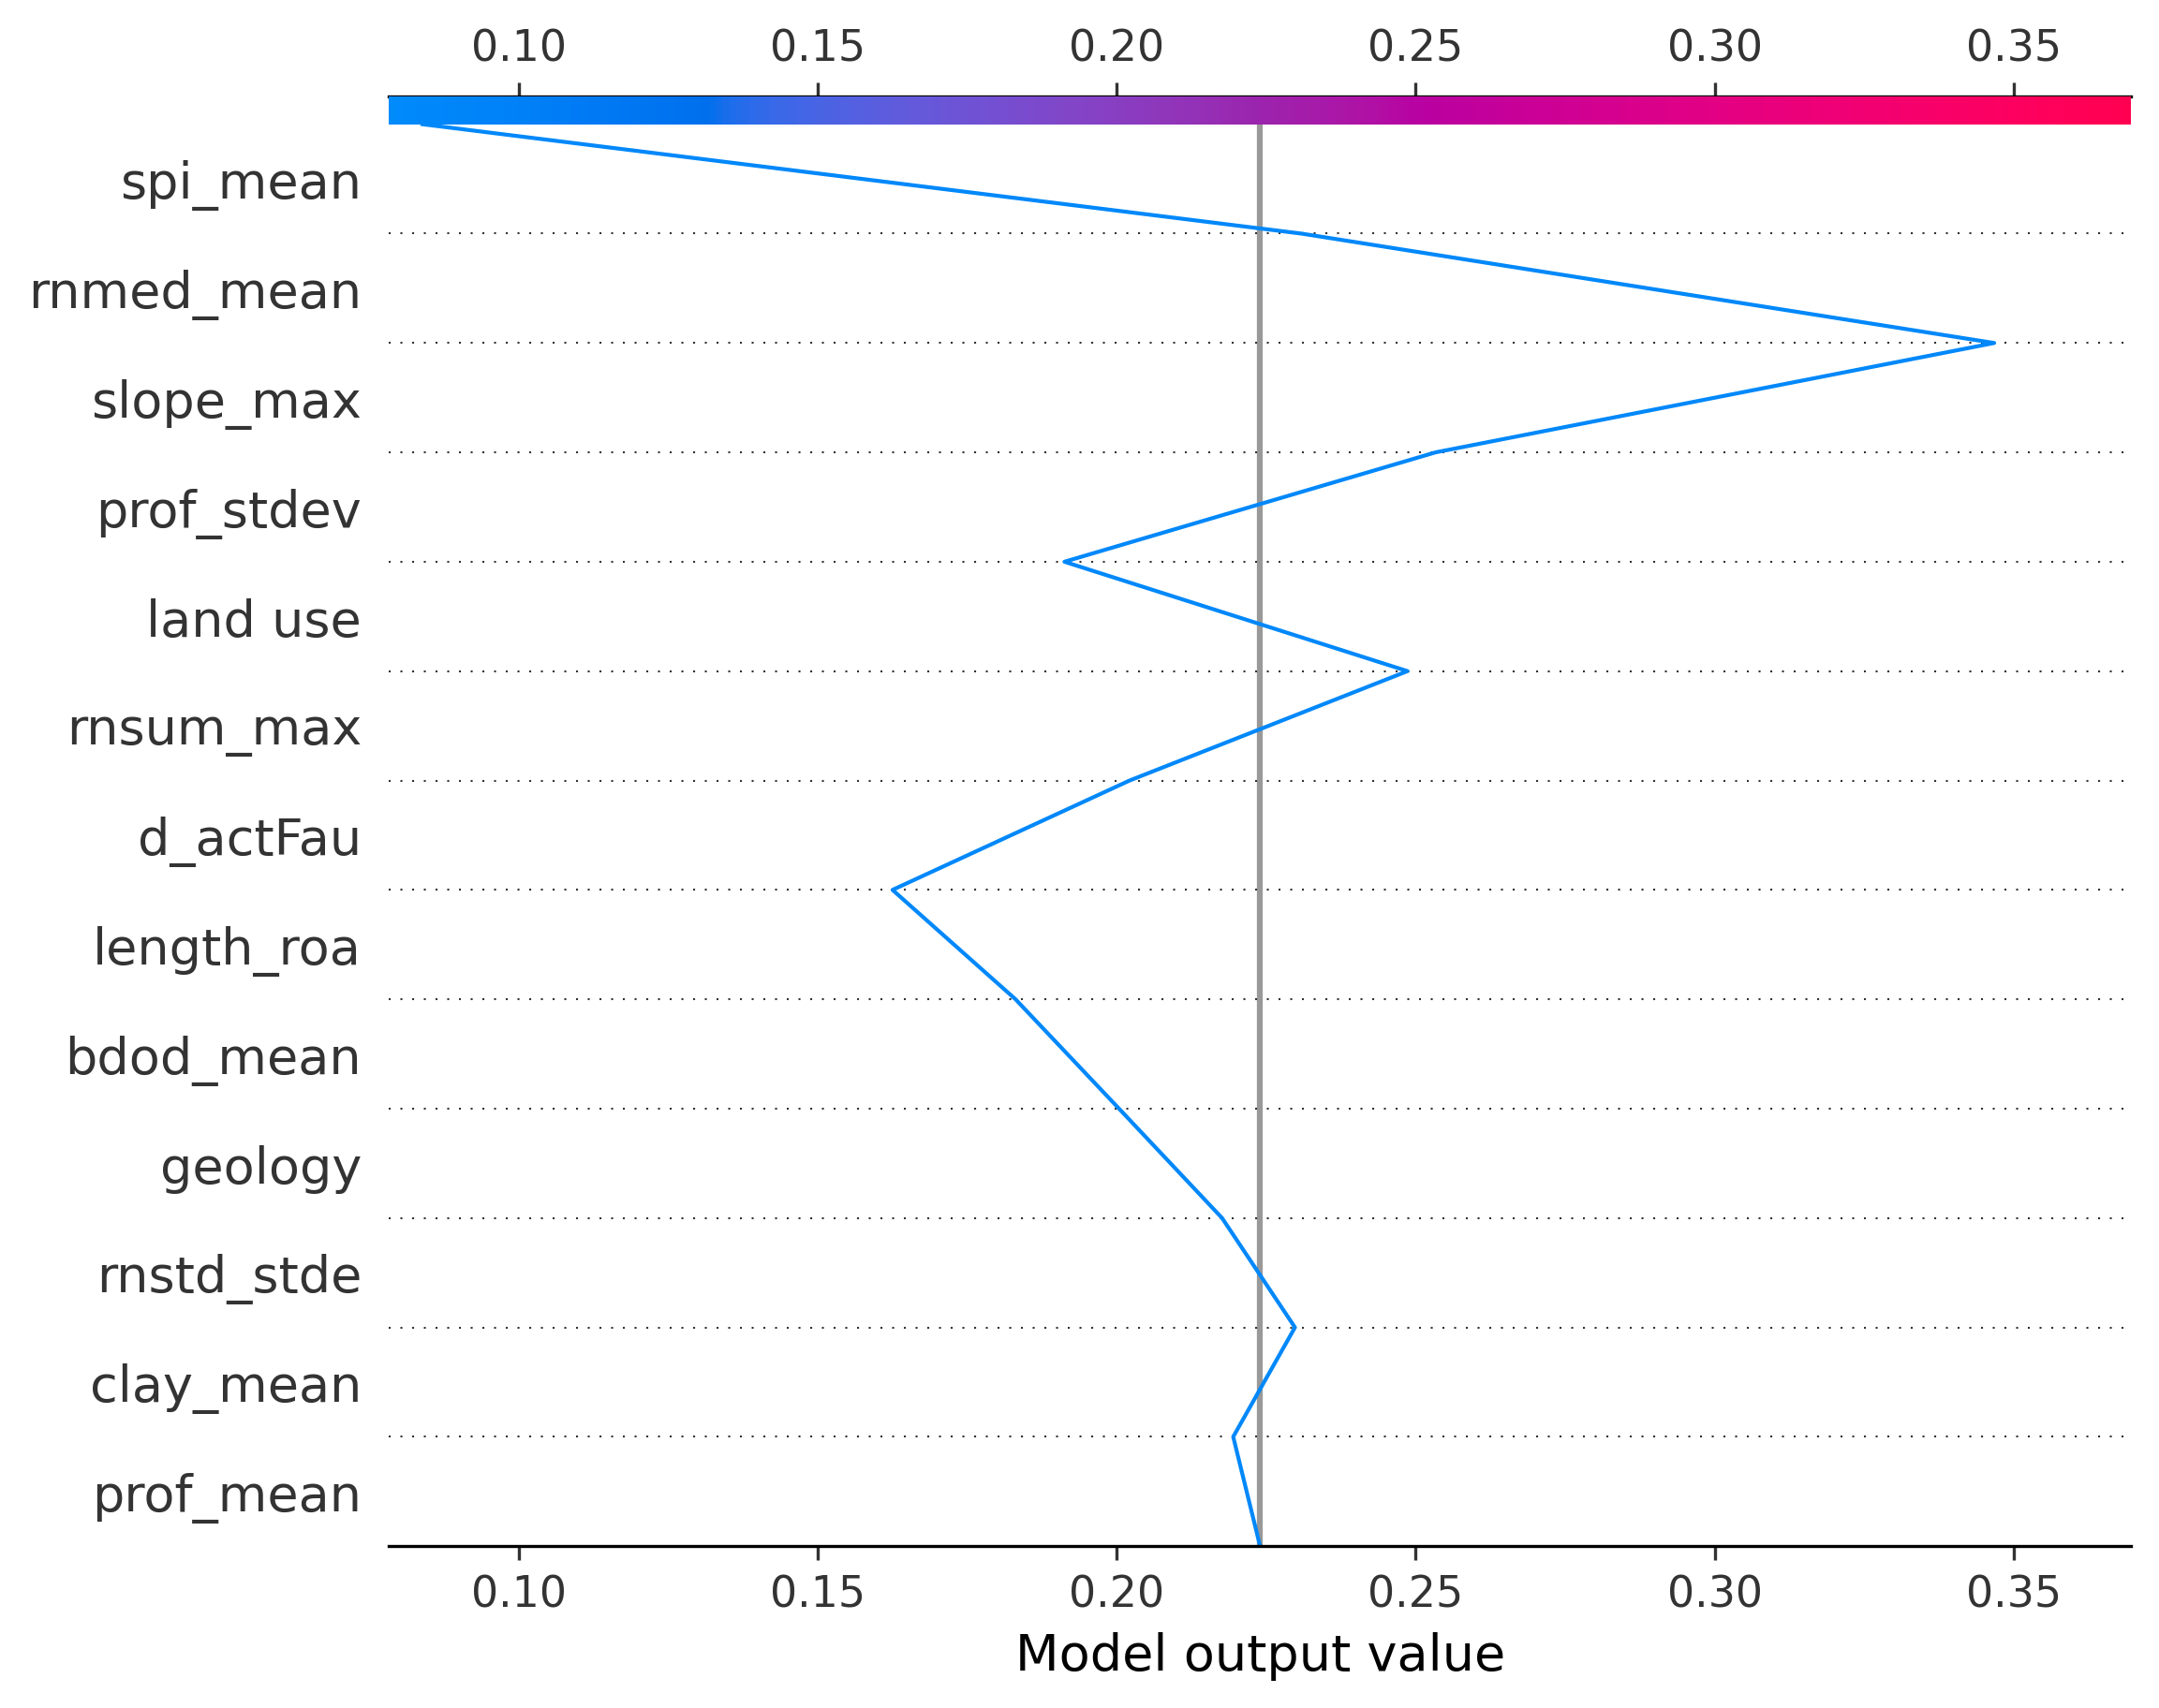 0.10 0.15 0.20 0.25 0.30 0.35
spi_mean
rnmed_mean
slope_max
prof_stdev
land use
rnsum_max
d_actFau
length_roa
bdod_mean
geology
rnstd_stde
clay_mean
prof_mean
0.10 0.15 0.20 0.25 0.30 0.35
Model output value